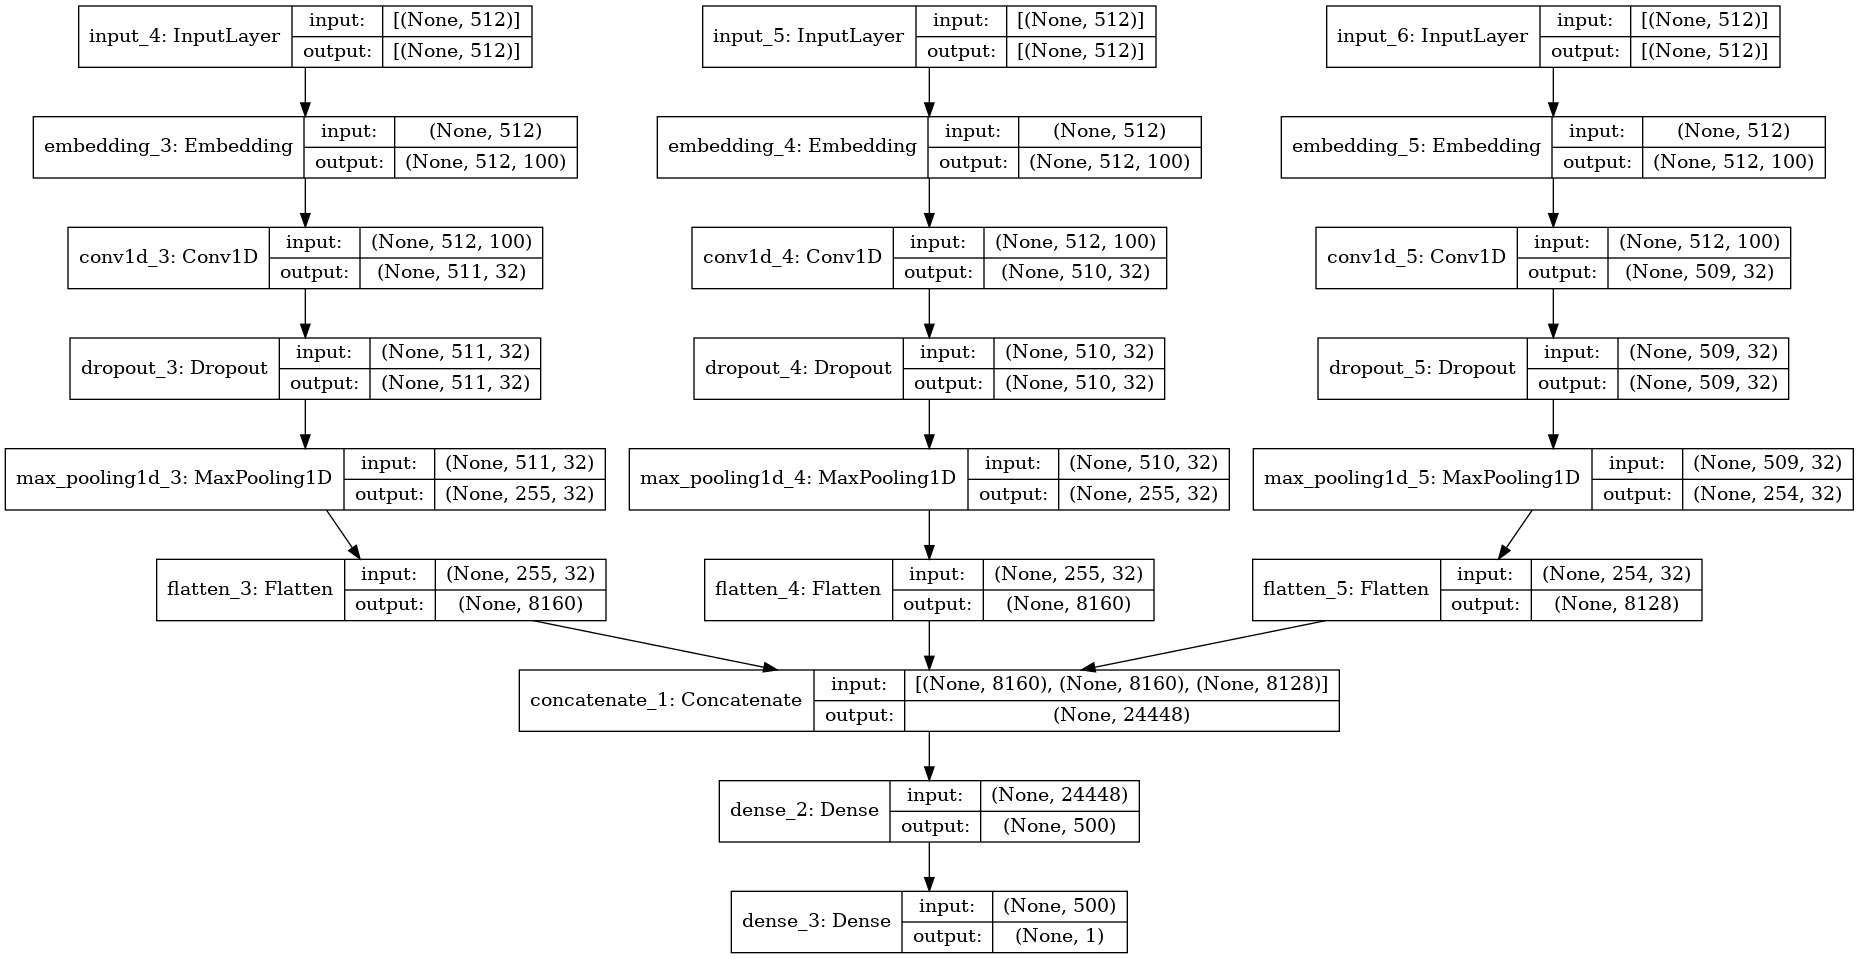 input_4: InputLayer
input: [(None, 512)]
output: [(None, 512)]
input_5: InputLayer
input: [(None, 512)]
output: [(None, 512)]
input_6: InputLayer
input: [(None, 512)]
output: [(None, 512)]
embedding_3: Embedding
input: (None, 512)
output: (None, 512, 100)
embedding_4: Embedding
input: (None, 512)
output: (None, 512, 100)
embedding_5: Embedding
input: (None, 512)
output: (None, 512, 100)
conv1d_3: Conv1D
input: (None, 512, 100)
output: (None, 511, 32)
conv1d_4: Conv1D
input: (None, 512, 100)
output: (None, 510, 32)
conv1d_5: Conv1D
input: (None, 512, 100)
output: (None, 509, 32)
dropout_3: Dropout
input: (None, 511, 32)
output: (None, 511, 32)
dropout_4: Dropout
input: (None, 510, 32)
output: (None, 510, 32)
dropout_5: Dropout
input: (None, 509, 32)
output: (None, 509, 32)
max_pooling1d_3: MaxPooling1D
input: (None, 511, 32)
output: (None, 255, 32)
max_pooling1d_4: MaxPooling1D
input: (None, 510, 32)
output: (None, 255, 32)
max_pooling1d_5: MaxPooling1D
input: (None, 509, 32)
output: (None, 254, 32)
flatten_3: Flatten
input: (None, 255, 32)
output: (None, 8160)
flatten_4: Flatten
input: (None, 255, 32)
output: (None, 8160)
flatten_5: Flatten
input: (None, 254, 32)
output: (None, 8128)
concatenate_1: Concatenate
input: [(None, 8160), (None, 8160), (None, 8128)]
output: (None, 24448)
dense_2: Dense
input: (None, 24448)
output: (None, 500)
dense_3: Dense
input: (None, 500)
output: (None, 1)